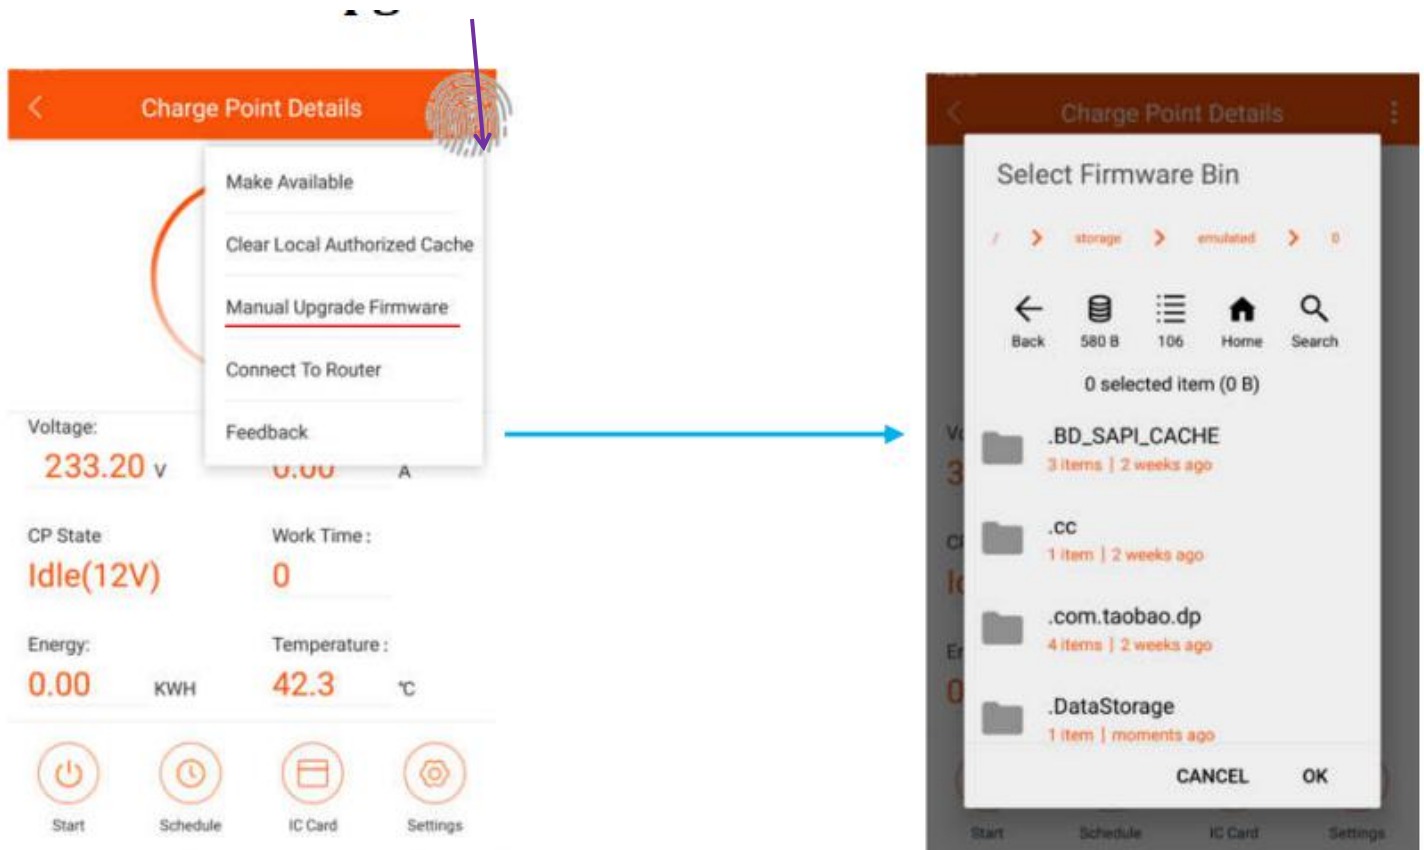 Charge Point Details
Make Available
Clear Local Authorized Cache
Manual Upgrade Firmware
Connect To Router
Feedback
Voltage:
233.20 V
0.00 A
CP State
Idle(12V)
Work Time :
0
Energy:
0.00 KWH
Temperature :
42.3 ℃
Start
Schedule
IC Card
Settings
Charge Point Details
Select Firmware Bin
/ > storage > emulated > 0
Back
580 B
106
Home
Search
0 selected item (0 B)
.BD_SAPI_CACHE
3 items | 2 weeks ago
.cc
1 item | 2 weeks ago
.com.taobao.dp
4 items | 2 weeks ago
.DataStorage
1 item | moments ago
CANCEL
OK
Start
Schedule
IC Card
Settings